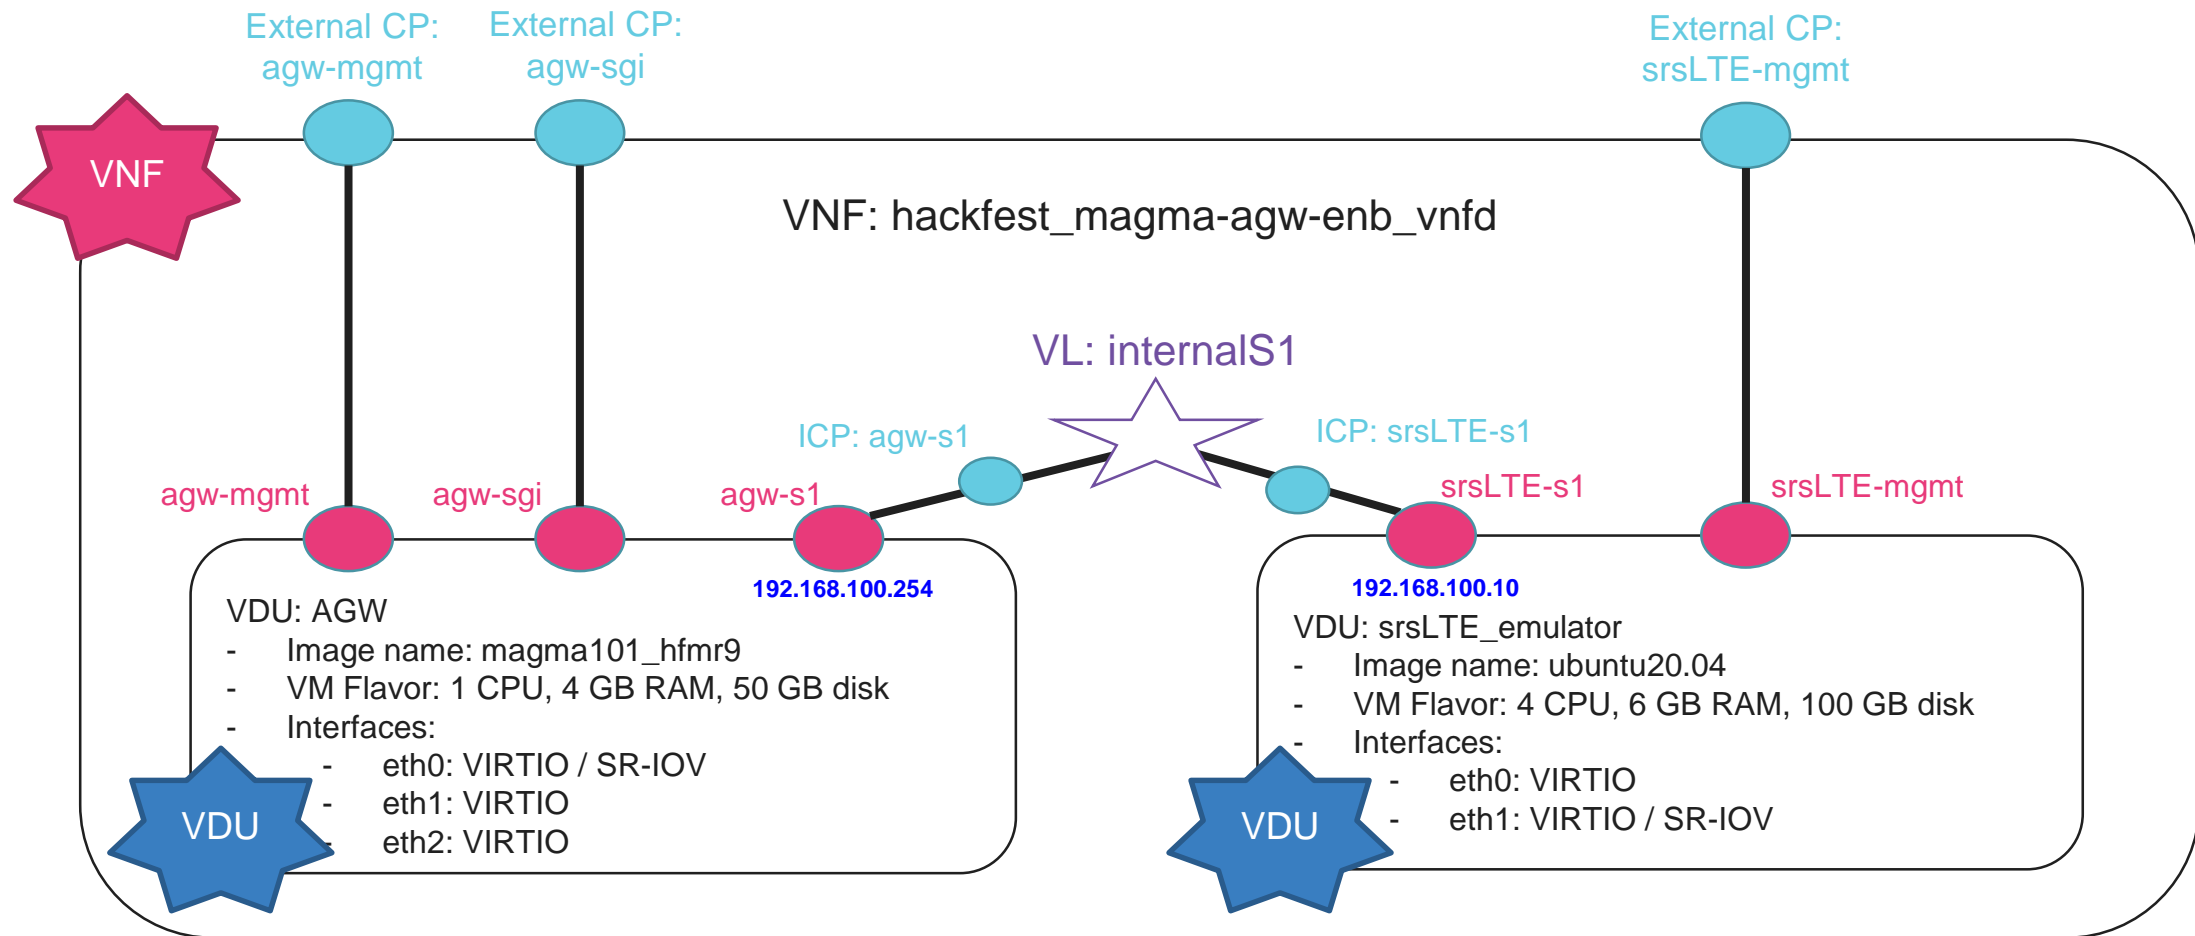 External CP:
agw-mgmt
External CP:
agw-sgi
External CP:
srsLTE-mgmt
VNF
VNF: hackfest_magma-agw-enb_vnfd
VL: internalS1
ICP: agw-s1
ICP: srsLTE-s1
agw-mgmt
agw-sgi
agw-s1
srsLTE-s1
srsLTE-mgmt
192.168.100.254
VDU: AGW
- Image name: magma101_hfmr9
- VM Flavor: 1 CPU, 4 GB RAM, 50 GB disk
- Interfaces:
- eth0: VIRTIO / SR-IOV
- eth1: VIRTIO
- eth2: VIRTIO
VDU
192.168.100.10
VDU: srsLTE_emulator
- Image name: ubuntu20.04
- VM Flavor: 4 CPU, 6 GB RAM, 100 GB disk
- Interfaces:
- eth0: VIRTIO
- eth1: VIRTIO / SR-IOV
VDU